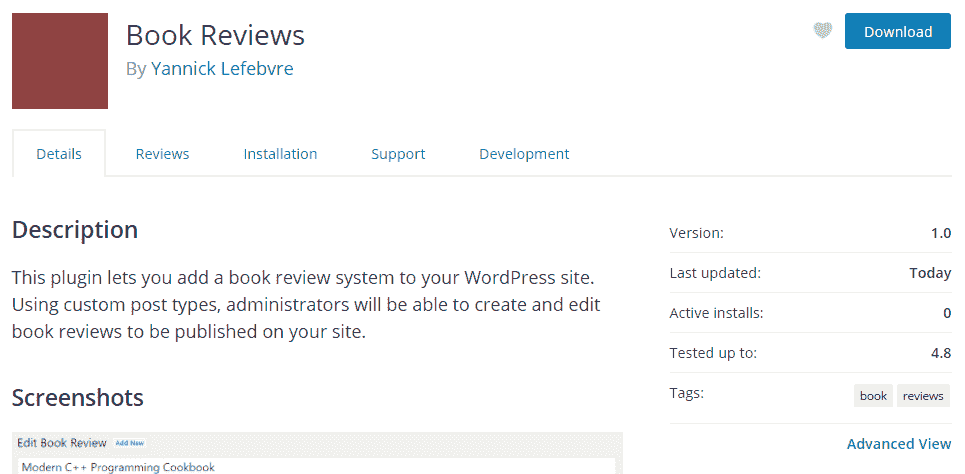 Book Reviews
By Yannick Lefebvre
Download
Details Reviews Installation Support Development
Description
This plugin lets you add a book review system to your WordPress site.
Using custom post types, administrators will be able to create and edit
book reviews to be published on your site.
Screenshots
Edit Book Review Add New
Modern C++ Programming Cookbook
Version: 1.0
Last updated: Today
Active installs: 0
Tested up to: 4.8
Tags: book reviews
Advanced View